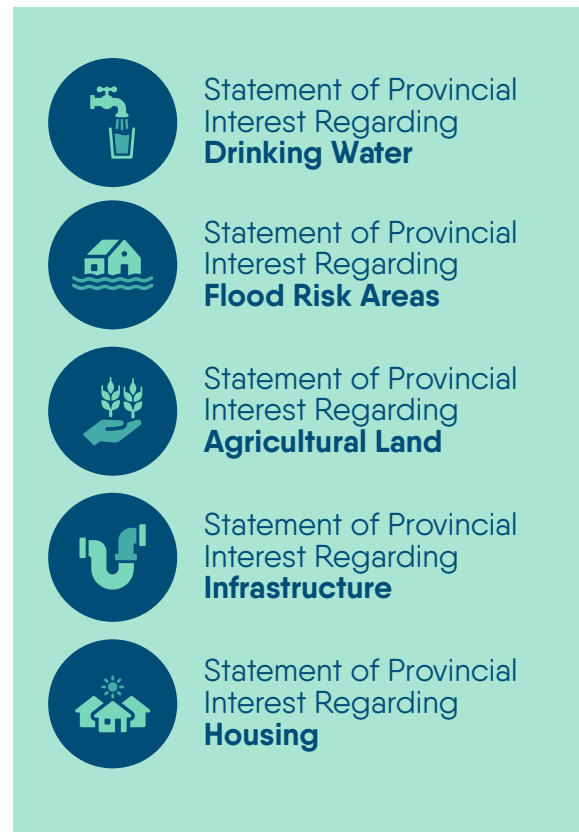 Statement of Provincial
Interest Regarding
Drinking Water
Statement of Provincial
Interest Regarding
Flood Risk Areas
Statement of Provincial
Interest Regarding
Agricultural Land
Statement of Provincial
Interest Regarding
Infrastructure
Statement of Provincial
Interest Regarding
Housing